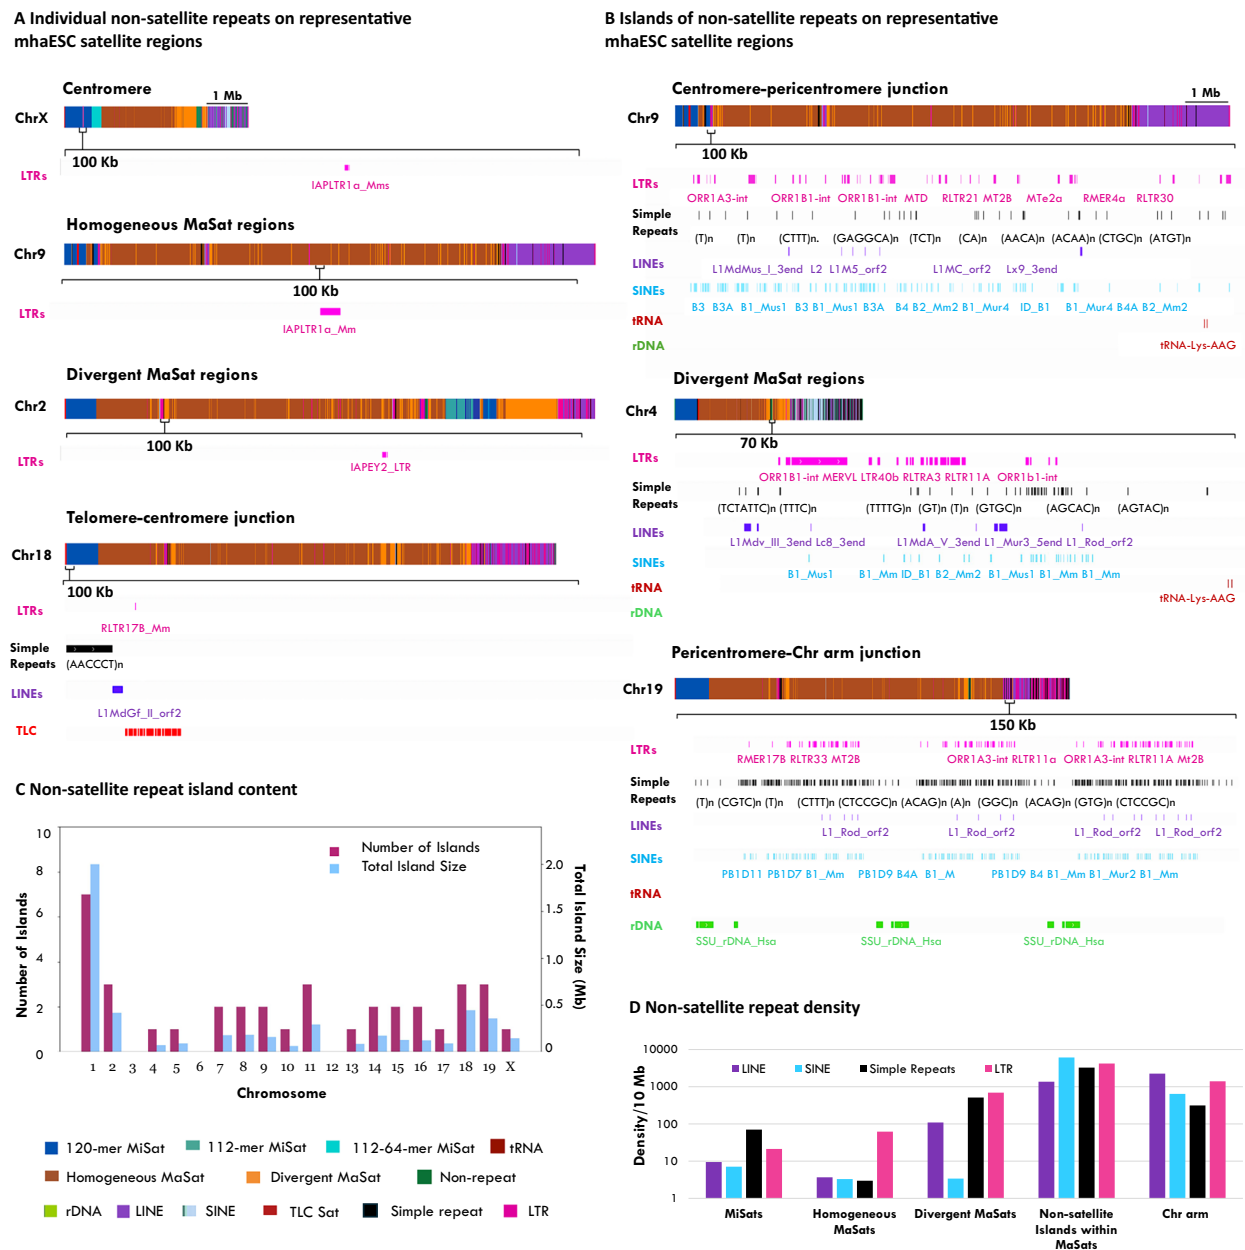 A Individual non-satellite repeats on representative
mhaESC satellite regions
Centromere
1 Mb
ChrX
100 Kb
LTRs
IAPLTR1a_Mms
Homogeneous MaSat regions
Chr9
100 Kb
LTRs
IAPLTR1a_Mm
Divergent MaSat regions
Chr2
100 Kb
LTRs
IAPEY2_LTR
Telomere-centromere junction
Chr18
100 Kb
LTRs
RLTR17B_Mm
Simple
Repeats (AACCCT)n
LINEs
L1MdGf_II_orf2
TLC
B Islands of non-satellite repeats on representative
mhaESC satellite regions
Centromere-pericentromere junction
1 Mb
Chr9
100 Kb
LTRs
ORR1A3-int ORR1B1-int ORR1B1-int MTD RLTR21 MT2B MTe2a RMER4a RLTR30
Simple
Repeats
(T)n (T)n (CTTT)n. (GAGGCA)n (TCT)n (CA)n (AACA)n (ACAA)n (CTGC)n (ATGT)n
LINEs
L1MdMus_I_3end L2 L1M5_orf2 L1MC_orf2 Lx9_3end
SINEs
B3 B3A B1_Mus1 B3 B1_Mus1 B3A B4 B2_Mm2 B1_Mur4 ID_B1 B1_Mur4 B4A B2_Mm2
tRNA
rDNA
tRNA-Lys-AAG
Divergent MaSat regions
Chr4
70 Kb
LTRs
ORR1B1-int MERVL LTR40b RLTRA3 RLTR11A ORR1b1-int
Simple
Repeats
(TCTATTC)n (TTTC)n (TTTTG)n (GT)n (T)n (GTGC)n (AGCAC)n (AGTAC)n
LINEs
L1Mdv_III_3end Lc8_3end L1MdA_V_3end L1_Mur3_5end L1_Rod_orf2
SINEs
B1_Mus1 B1_Mm ID_B1 B2_Mm2 B1_Mus1 B1_Mm B1_Mm
tRNA
tRNA-Lys-AAG
rDNA
Pericentromere-Chr arm junction
Chr19
150 Kb
LTRs
RMER17B RLTR33 MT2B ORR1A3-int RLTR11a ORR1A3-int RLTR11A Mt2B
Simple
Repeats
(T)n (CGTC)n (T)n (CTTT)n (CTCCGC)n (ACAG)n (A)n (GGC)n (ACAG)n (GTG)n (CTCCGC)n
LINEs
L1_Rod_orf2 L1_Rod_orf2 L1_Rod_orf2 L1_Rod_orf2
SINEs
PB1D11 PB1D7 B1_Mm PB1D9 B4A B1_M PB1D9 B4 B1_Mm B1_Mur2 B1_Mm
tRNA
rDNA
SSU_rDNA_Hsa SSU_rDNA_Hsa SSU_rDNA_Hsa
C Non-satellite repeat island content
Number of Islands
Total Island Size
Number of Islands
10
8
6
4
2
0
2.0
1.5
1.0
0.5
0
Total Island Size (Mb)
1 2 3 4 5 6 7 8 9 10 11 12 13 14 15 16 17 18 19 X
Chromosome
120-mer MiSat 112-mer MiSat 112-64-mer MiSat tRNA
Homogeneous MaSat Divergent MaSat Non-repeat
rDNA LINE SINE TLC Sat Simple repeat LTR
D Non-satellite repeat density
LINE SINE Simple Repeats LTR
Density/10 Mb
10000
1000
100
10
1
MiSats Homogeneous MaSats Divergent MaSats Non-satellite Islands within MaSats Chr arm